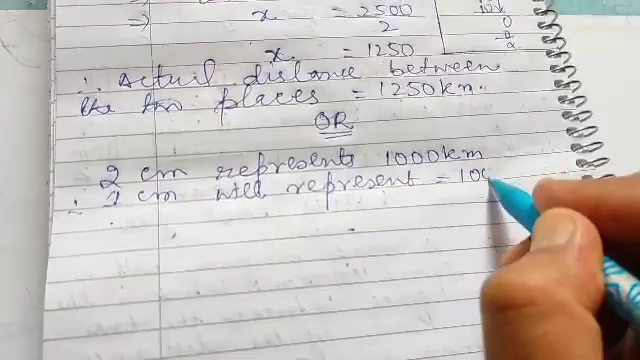 => x = 2500
2
x = 1250
∴ Actual distance between
the two places = 1250 km.
OR
2 cm represents 1000 km
∴ 1 cm will represent = 100